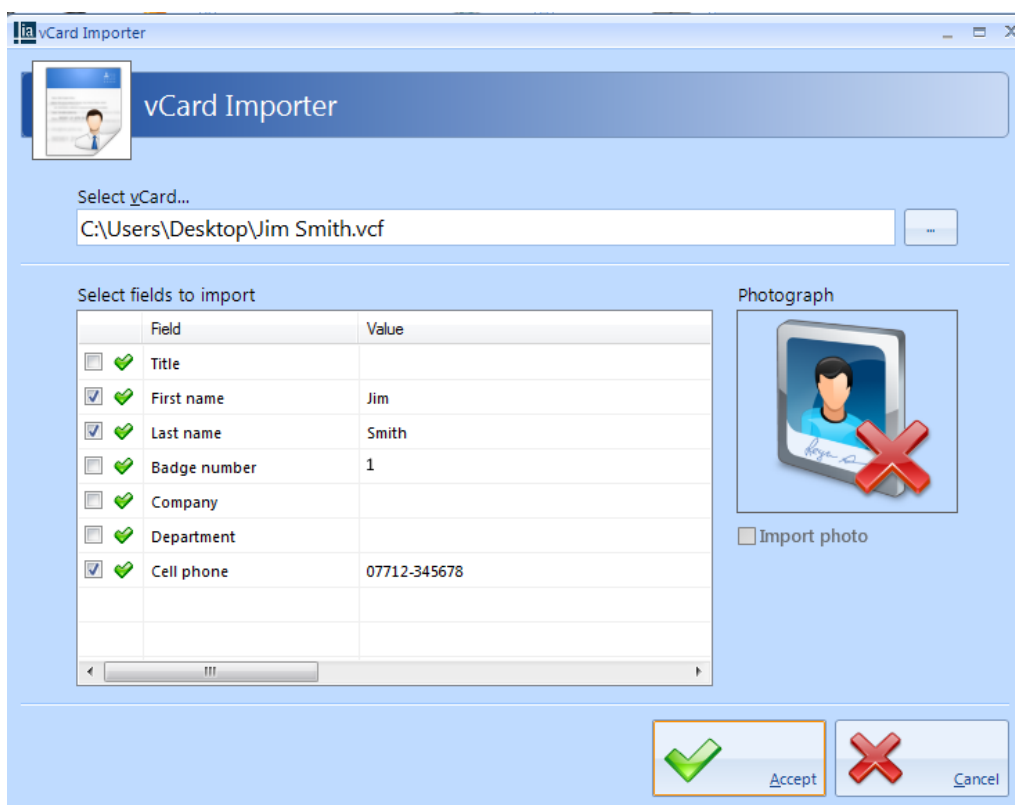 ia vCard Importer
vCard Importer
Select vCard...
C:\Users\Desktop\Jim Smith.vcf
...
Select fields to import
Photograph
Field Value
Title
First name Jim
Last name Smith
Badge number 1
Company
Department
Import photo
Cell phone 07712-345678
Accept
Cancel